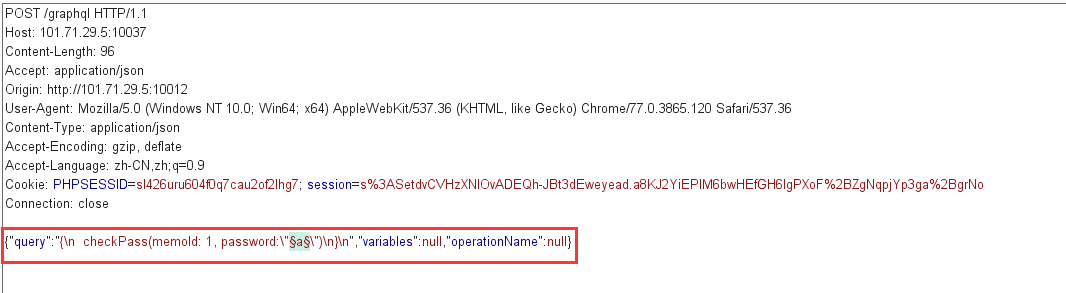 POST /graphql HTTP/1.1
Host: 101.71.29.5:10037
Content-Length: 96
Accept: application/json
Origin: http://101.71.29.5:10012
User-Agent: Mozilla/5.0 (Windows NT 10.0; Win64; x64) AppleWebKit/537.36 (KHTML, like Gecko) Chrome/77.0.3865.120 Safari/537.36
Content-Type: application/json
Accept-Encoding: gzip, deflate
Accept-Language: zh-CN,zh;q=0.9
Cookie: PHPSESSID=sl426uru604f0q7cau2of2lhg7; session=s%3ASetdvCVHzXNIOvADEQh-JBt3dEweyead.a8KJ2YiEPIM6bwHEfGH6IgPXoF%2BZgNqpjYp3ga%2BgrNo
Connection: close
{"query":"{\n  checkPass(memoId: 1, password:\"§a§\")\n}\n","variables":null,"operationName":null}